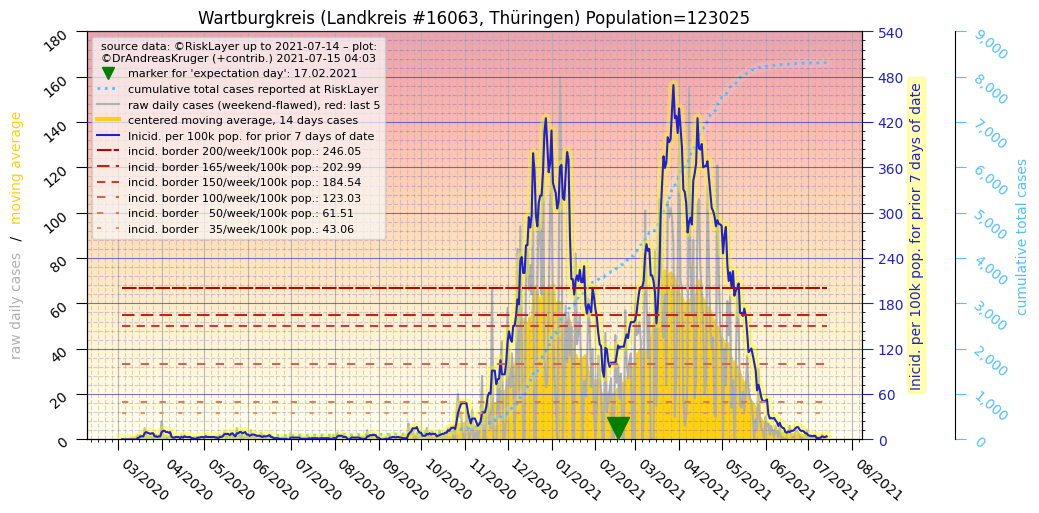 Wartburgkreis (Landkreis #16063, Thüringen) Population=123025
source data: ©RiskLayer up to 2021-07-14 – plot:
©DrAndreasKruger (+contrib.) 2021-07-15 04:03
marker for 'expectation day': 17.02.2021
cumulative total cases reported at RiskLayer
raw daily cases (weekend-flawed), red: last 5
centered moving average, 14 days cases
Inicid. per 100k pop. for prior 7 days of date
incid. border 200/week/100k pop.: 246.05
incid. border 165/week/100k pop.: 202.99
incid. border 150/week/100k pop.: 184.54
incid. border 100/week/100k pop.: 123.03
incid. border   50/week/100k pop.: 61.51
incid. border   35/week/100k pop.: 43.06
raw daily cases   /   moving average
180
160
140
120
100
80
60
40
20
0
540
480
420
360
300
240
180
120
60
0
Inicid. per 100k pop. for prior 7 days of date
9,000
8,000
7,000
6,000
5,000
4,000
3,000
2,000
1,000
0
cumulative total cases
03/2020
04/2020
05/2020
06/2020
07/2020
08/2020
09/2020
10/2020
11/2020
12/2020
01/2021
02/2021
03/2021
04/2021
05/2021
06/2021
07/2021
08/2021